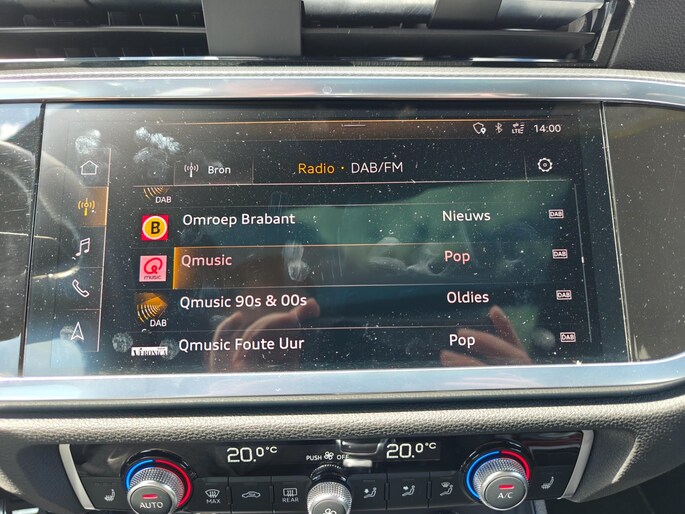 LTE 14:00
Bron Radio · DAB/FM
DAB
B Omroep Brabant Nieuws DAB
Q music Qmusic Pop DAB
DAB Qmusic 90s & 00s Oldies DAB
Qmusic Foute Uur Pop DAB
20.0°C PUSH OFF 20.0°C
AUTO MAX REAR A/C